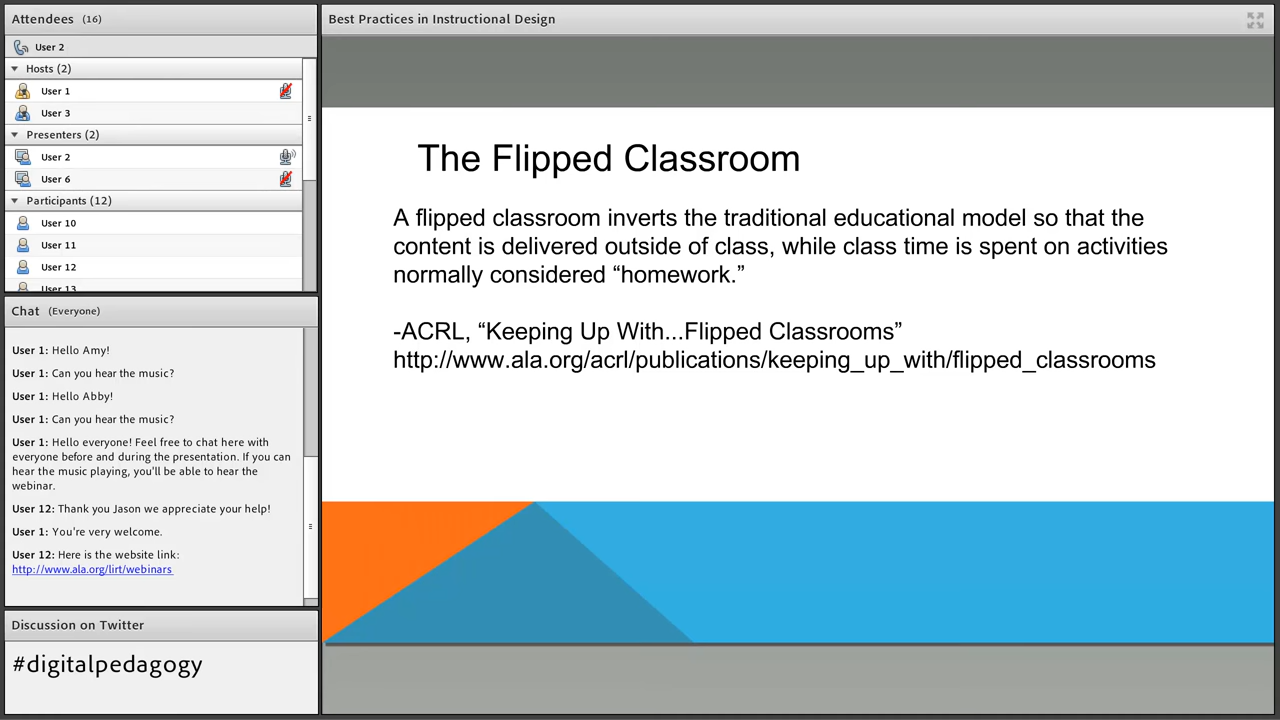 Attendees (16)
User 2
Hosts (2)
User 1
User 3
Presenters (2)
User 2
User 6
Participants (12)
User 10
User 11
User 12
User 13
Chat (Everyone)
User 1: Hello Amy!
User 1: Can you hear the music?
User 1: Hello Abby!
User 1: Can you hear the music?
User 1: Hello everyone! Feel free to chat here with
everyone before and during the presentation. If you can
hear the music playing, you'll be able to hear the
webinar.
User 12: Thank you Jason we appreciate your help!
User 1: You're very welcome.
User 12: Here is the website link:
http://www.ala.org/lirt/webinars
Discussion on Twitter
#digitalpedagogy
Best Practices in Instructional Design
The Flipped Classroom
A flipped classroom inverts the traditional educational model so that the
content is delivered outside of class, while class time is spent on activities
normally considered “homework.”
-ACRL, “Keeping Up With...Flipped Classrooms”
http://www.ala.org/acrl/publications/keeping_up_with/flipped_classrooms